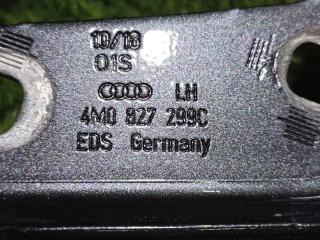 10/18
01S
LH
4M0 827 299C
EDS Germany